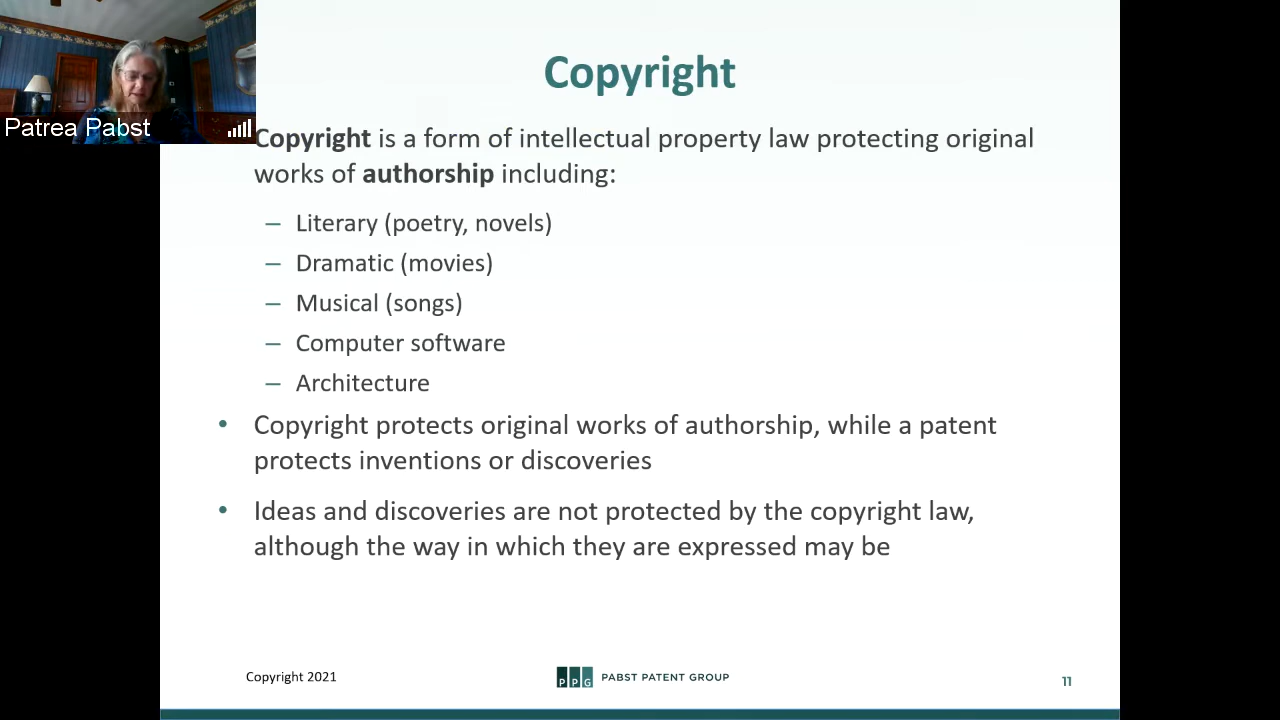 Patrea Pabst
Copyright
Copyright is a form of intellectual property law protecting original
works of authorship including:
– Literary (poetry, novels)
– Dramatic (movies)
– Musical (songs)
– Computer software
– Architecture
• Copyright protects original works of authorship, while a patent
protects inventions or discoveries
• Ideas and discoveries are not protected by the copyright law,
although the way in which they are expressed may be
Copyright 2021
PPG PABST PATENT GROUP
11